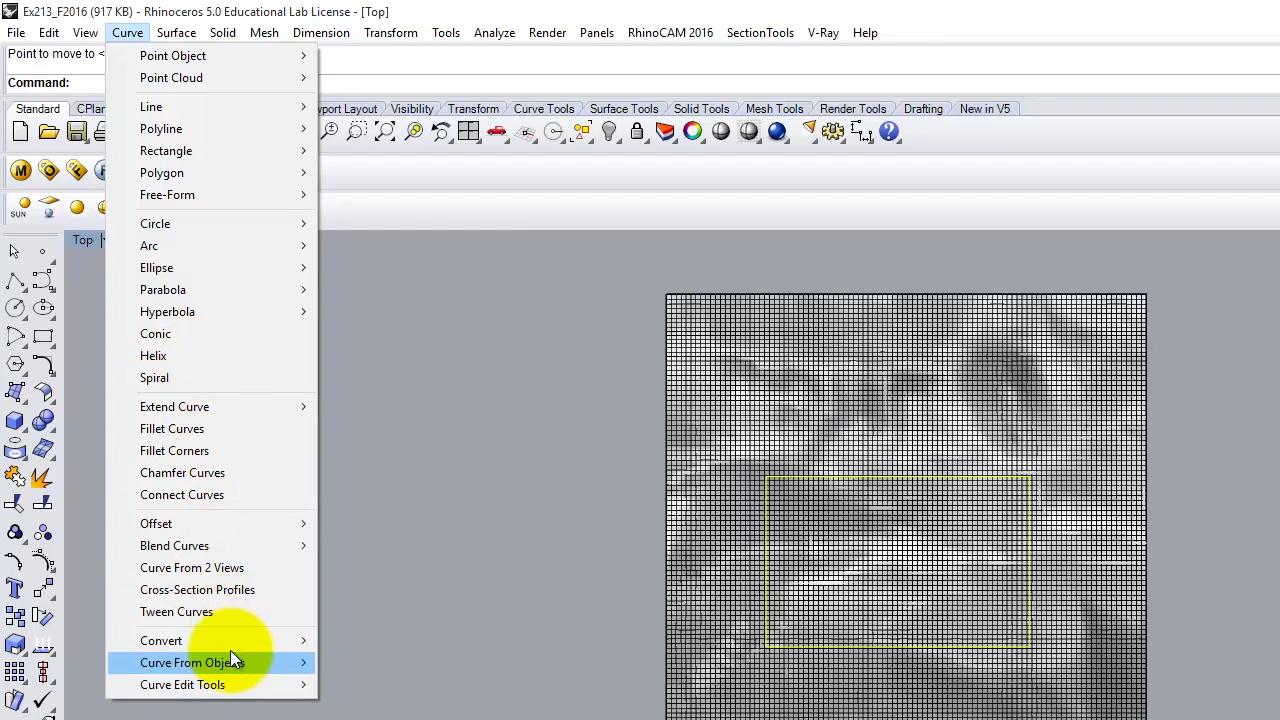 Ex213_F2016 (917 KB) - Rhinoceros 5.0 Educational Lab License - [Top]
File Edit View Curve Surface Solid Mesh Dimension Transform Tools Analyze Render Panels RhinoCAM 2016 SectionTools V-Ray Help
Point to move to <
Command:
Standard CPlan port Layout Visibility Transform Curve Tools Surface Tools Solid Tools Mesh Tools Render Tools Drafting New in V5
M O F
SUN
Top
Point Object
Point Cloud
Line
Polyline
Rectangle
Polygon
Free-Form
Circle
Arc
Ellipse
Parabola
Hyperbola
Conic
Helix
Spiral
Extend Curve
Fillet Curves
Fillet Corners
Chamfer Curves
Connect Curves
Offset
Blend Curves
Curve From 2 Views
Cross-Section Profiles
Tween Curves
Convert
Curve From Objects
Curve Edit Tools